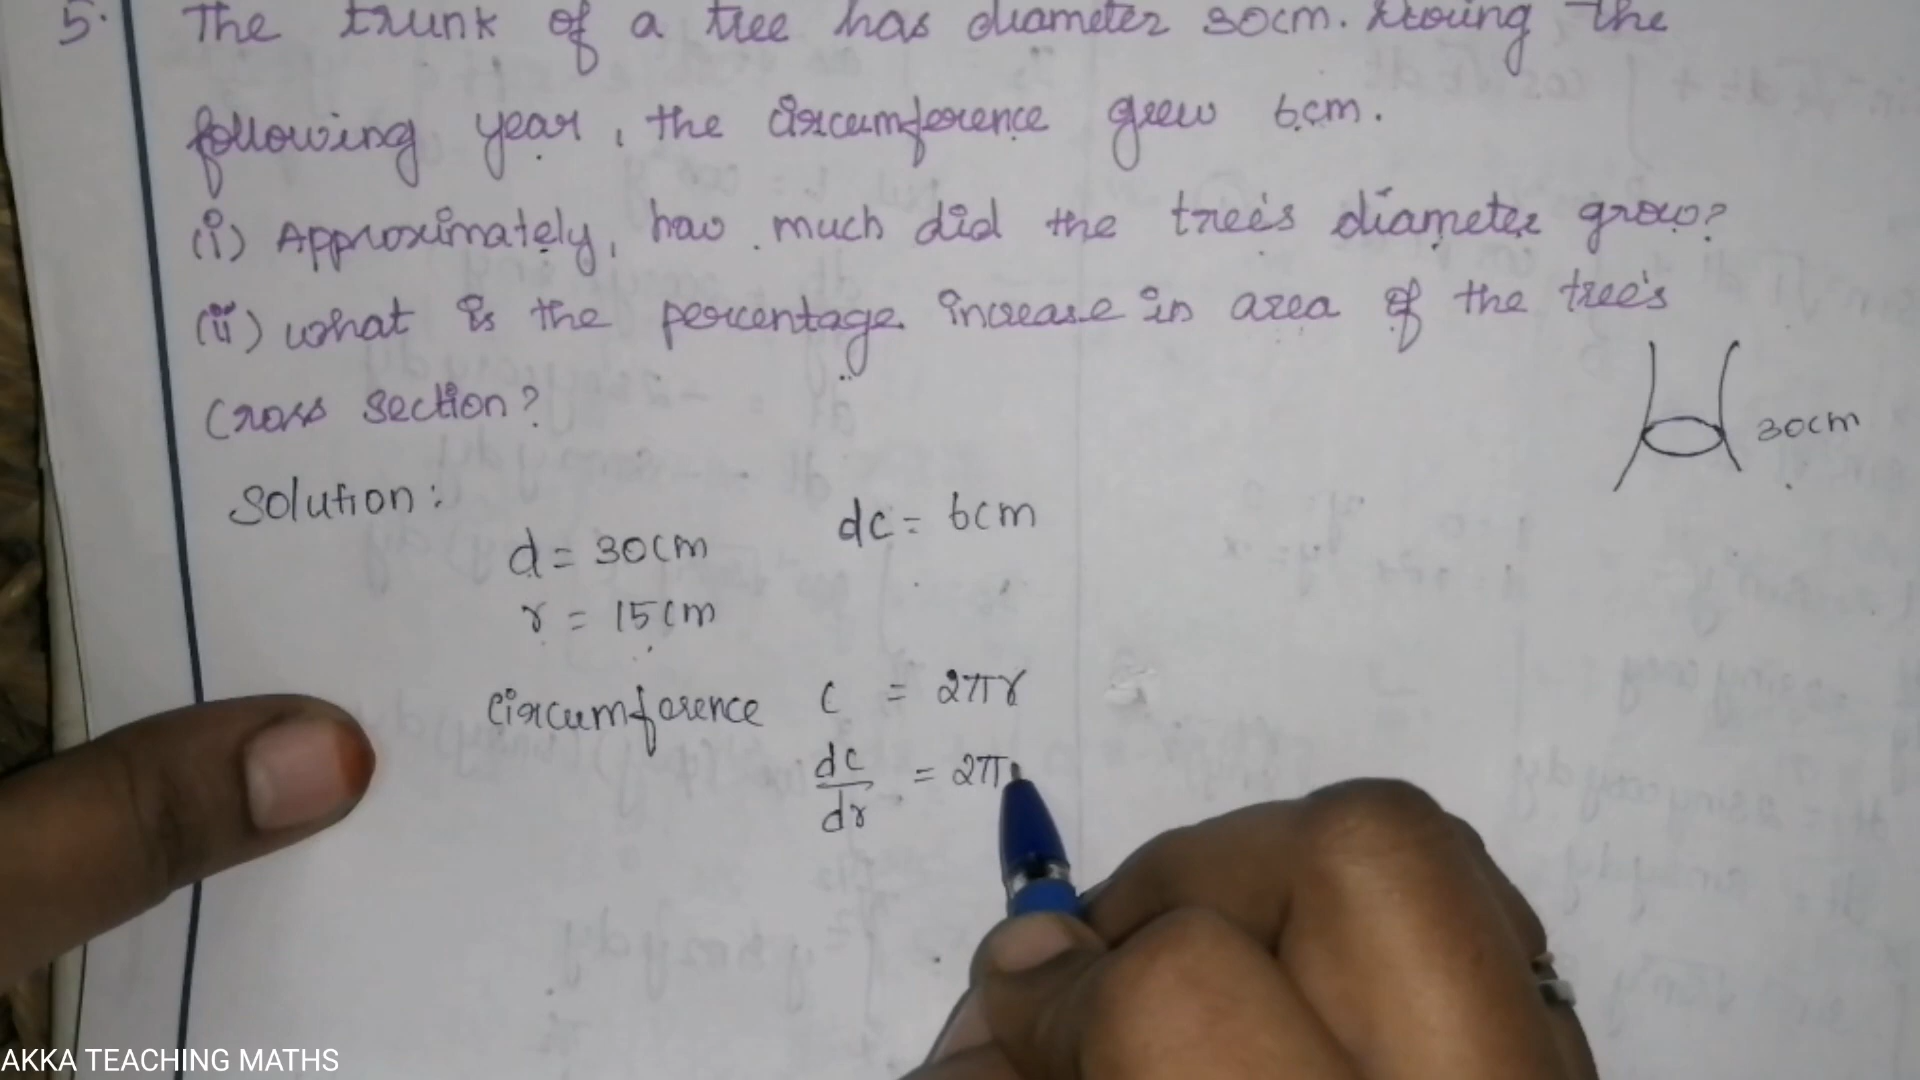 5. The trunk of a tree has diameter 30cm. During the
following year, the circumference grew 6cm.
(i) Approximately, how much did the tree's diameter grow?
(ii) what is the percentage increase in area of the tree's
cross section?
30cm
Solution:
d = 30cm dc = 6cm
r = 15cm
Circumference c = 2πr
dc/dr = 2π
AKKA TEACHING MATHS